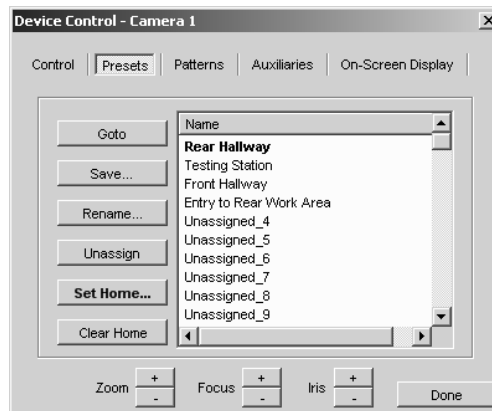 Device Control - Camera 1
Control Presets Patterns Auxiliaries On-Screen Display
Goto
Save...
Rename...
Unassign
Set Home...
Clear Home
Name
Rear Hallway
Testing Station
Front Hallway
Entry to Rear Work Area
Unassigned_4
Unassigned_5
Unassigned_6
Unassigned_7
Unassigned_8
Unassigned_9
Zoom + - Focus + - Iris + -
Done